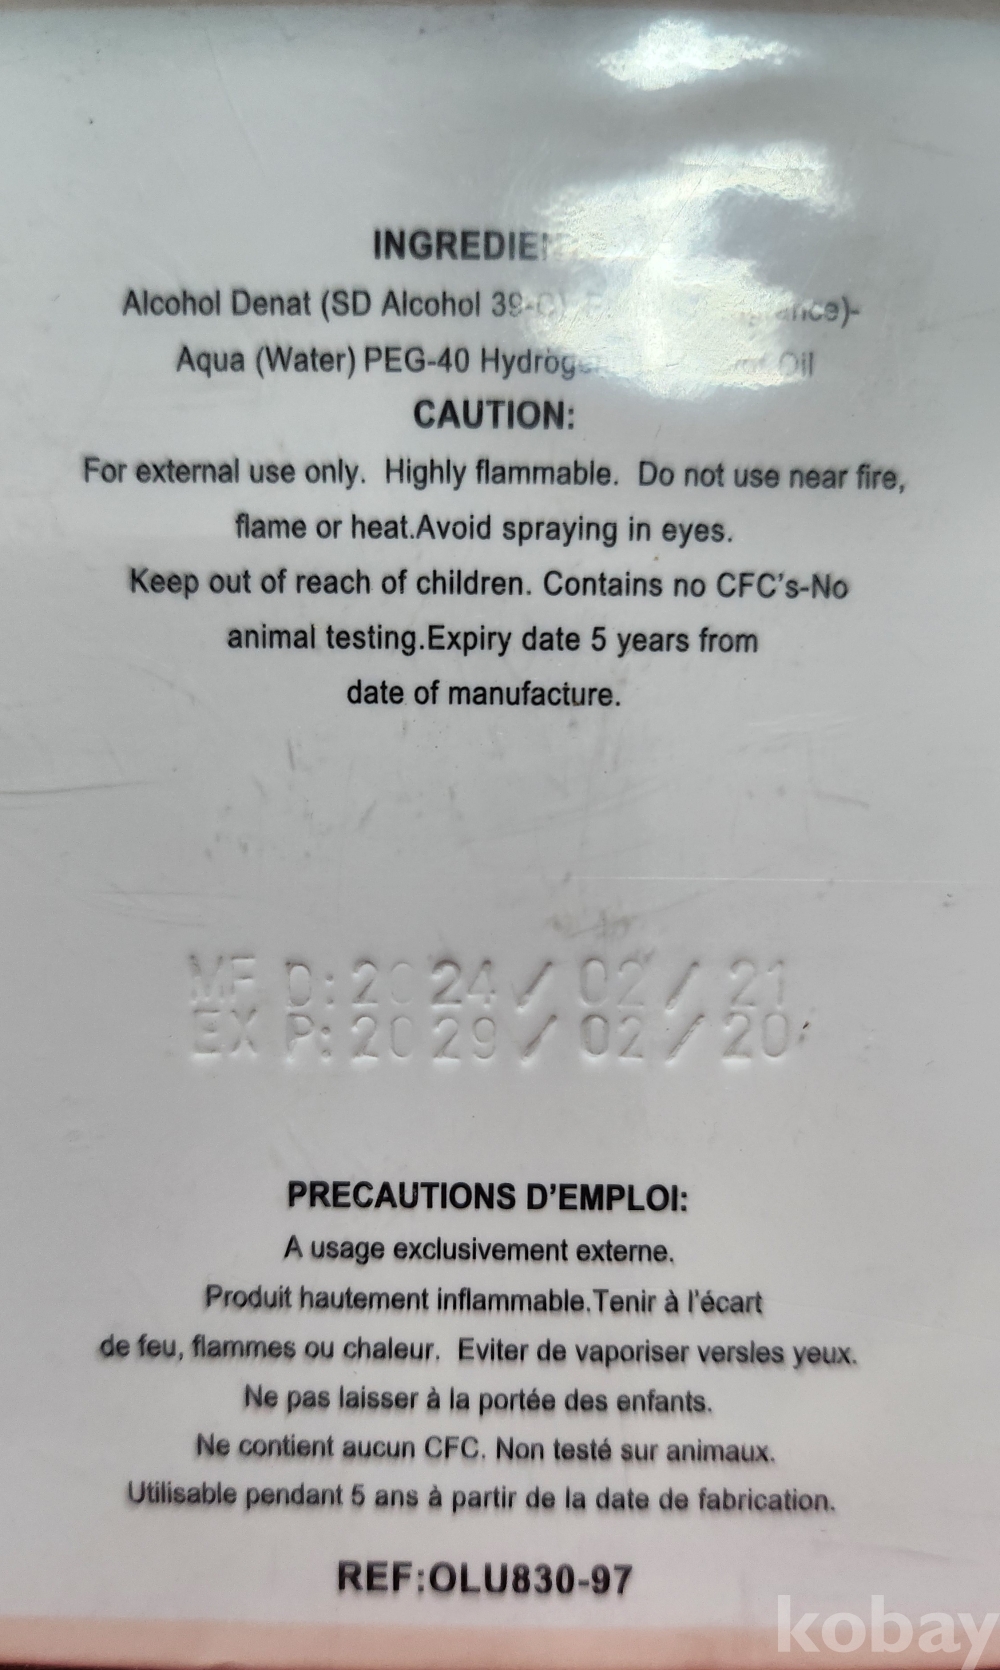 INGREDIE
Alcohol Denat (SD Alcohol 39-C)
Aqua (Water) PEG-40 Oil
CAUTION:
For external use only. Highly flammable. Do not use near fire,
flame or heat.Avoid spraying in eyes.
Keep out of reach of children. Contains no CFC's-No
animal testing.Expiry date 5 years from
date of manufacture.
MF D:2024/02/21
EX P:2029/02/20
PRECAUTIONS D'EMPLOI:
A usage exclusivement externe.
Produit hautement inflammable.Tenir à l'écart
de feu, flammes ou chaleur. Eviter de vaporiser versles yeux.
Ne pas laisser à la portée des enfants.
Ne contient aucun CFC. Non testé sur animaux.
Utilisable pendant 5 ans à partir de la date de fabrication.
REF:OLU830-97
kobay